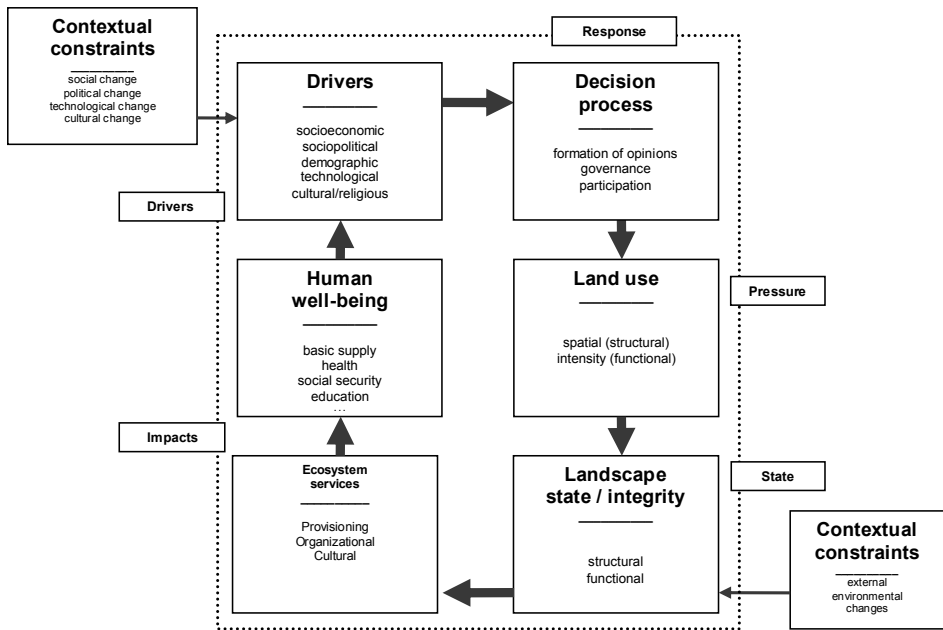 Contextual
constraints
social change
political change
technological change
cultural change
Response
Drivers
socioeconomic
sociopolitical
demographic
technological
cultural/religious
Decision
process
formation of opinions
governance
participation
Drivers
Human
well-being
basic supply
health
social security
education
...
Land use
spatial (structural)
intensity (functional)
Pressure
Impacts
Ecosystem
services
Provisioning
Organizational
Cultural
Landscape
state / integrity
structural
functional
State
Contextual
constraints
external
environmental
changes